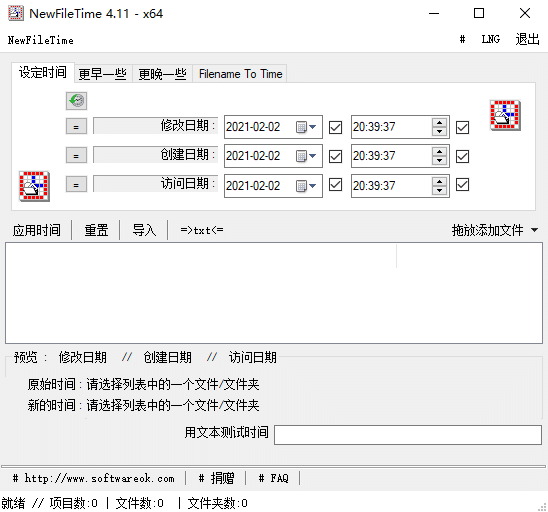 NewFileTime 4.11 - x64
NewFileTime # LNG 退出
设定时间 更早一些 更晚一些 Filename To Time
= 修改日期: 2021-02-02 20:39:37
= 创建日期: 2021-02-02 20:39:37
= 访问日期: 2021-02-02 20:39:37
应用时间 重置 导入 =>txt<= 拖放添加文件
预览 : 修改日期 // 创建日期 // 访问日期
原始时间:请选择列表中的一个文件/文件夹
新的时间:请选择列表中的一个文件/文件夹
用文本测试时间
# http://www.softwareok.com # 捐赠 # FAQ
就绪 // 项目数:0 | 文件数:0 | 文件夹数:0